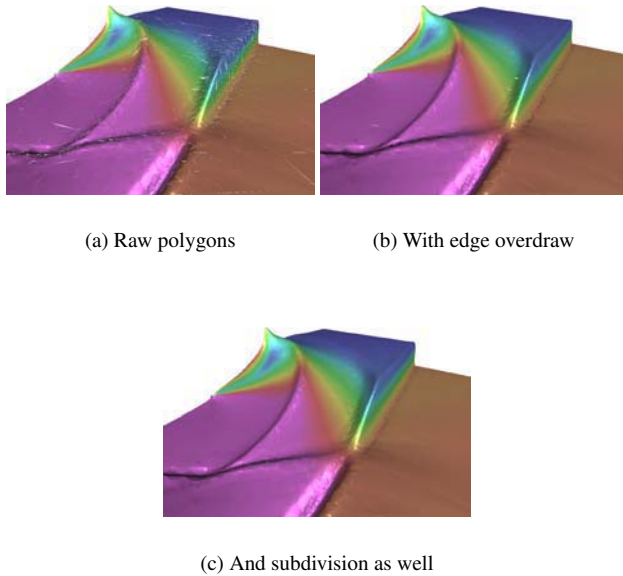 (a) Raw polygons
(b) With edge overdraw
(c) And subdivision as well